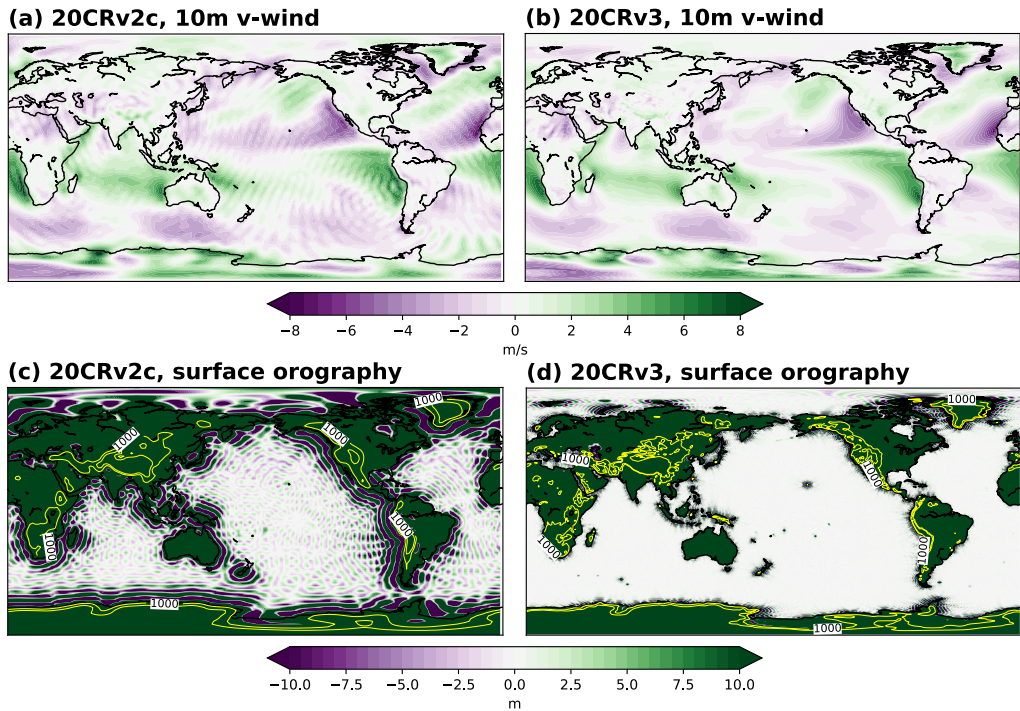 (a) 20CRv2c, 10m v-wind
(b) 20CRv3, 10m v-wind
−8 −6 −4 −2 0 2 4 6 8
m/s
(c) 20CRv2c, surface orography
(d) 20CRv3, surface orography
1000
1000
1000
1000
1000
1000
1000
1000
1000
1000
1000
1000
−10.0 −7.5 −5.0 −2.5 0.0 2.5 5.0 7.5 10.0
m